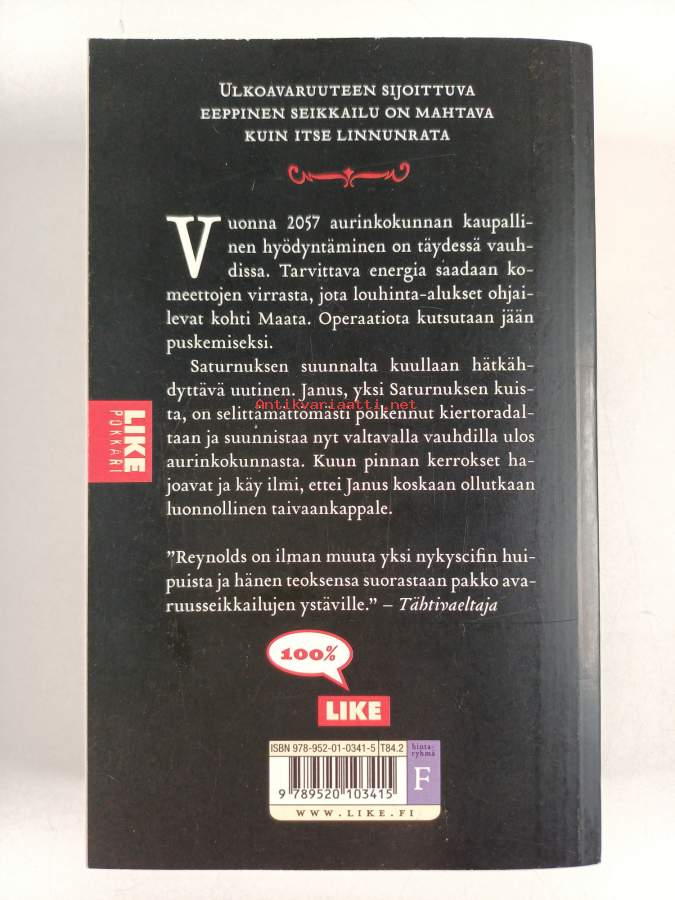 ULKOAVARUUTEEN SIJOITTUVA
EEPPINEN SEIKKAILU ON MAHTAVA
KUIN ITSE LINNUNRATA
Vuonna 2057 aurinkokunnan kaupalli-
nen hyödyntäminen on täydessä vauh-
dissa. Tarvittava energia saadaan ko-
meettojen virrasta, jota louhinta-alukset ohjai-
levat kohti Maata. Operaatiota kutsutaan jään
puskemiseksi.
Saturnuksen suunnalta kuullaan hätkäh-
dyttävä uutinen. Janus, yksi Saturnuksen kuis-
ta, on selittämättömästi poikennut kiertoradal-
taan ja suunnistaa nyt valtavalla vauhdilla ulos
aurinkokunnasta. Kuun pinnan kerrokset ha-
joavat ja käy ilmi, ettei Janus koskaan ollutkaan
luonnollinen taivaankappale.
Antikvariaatti.net
LIKE
POKKARI
”Reynolds on ilman muuta yksi nykyscifin hui-
puista ja hänen teoksensa suorastaan pakko ava-
ruusseikkailujen ystäville.” – Tähtivaeltaja
100%
LIKE
ISBN 978-952-01-0341-5 T84.2
hinta-
ryhmä
F
9 789520 103415
WWW.LIKE.FI